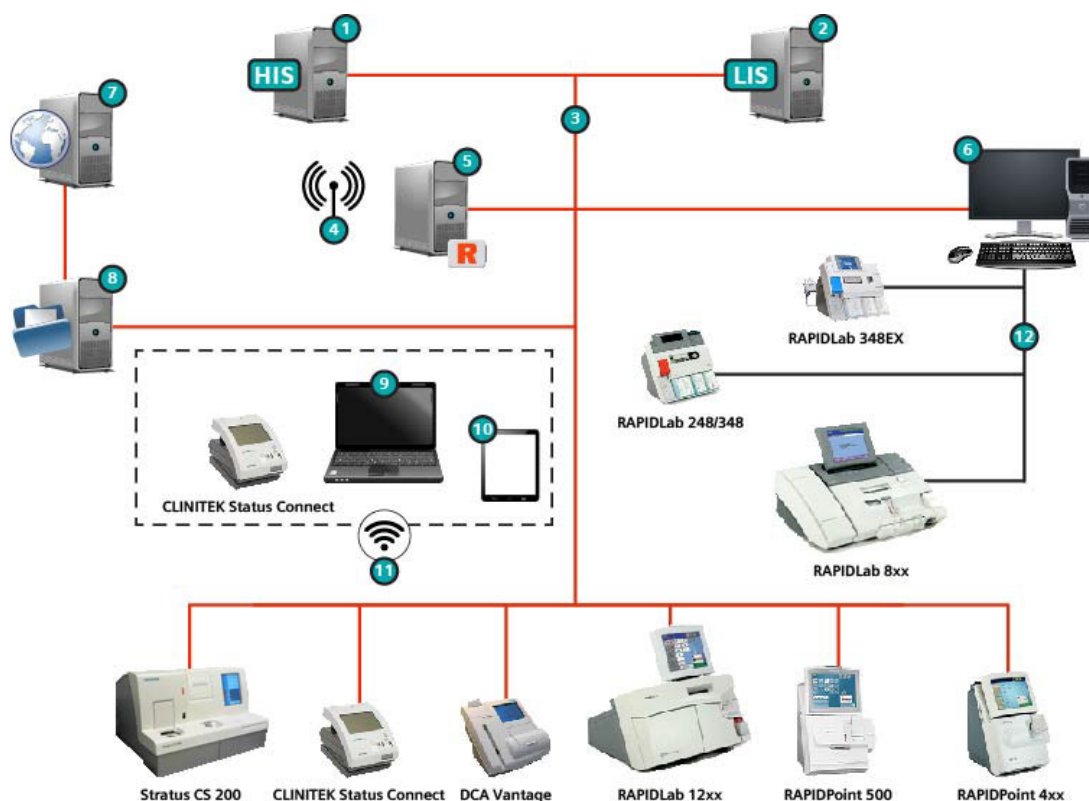 1
2
HIS
LIS
7
3
5
6
4
R
8
RAPIDLab 348EX
12
9
RAPIDLab 248/348
10
CLINITEK Status Connect
11
RAPIDLab 8xx
Stratus CS 200
CLINITEK Status Connect
DCA Vantage
RAPIDLab 12xx
RAPIDPoint 500
RAPIDPoint 4xx